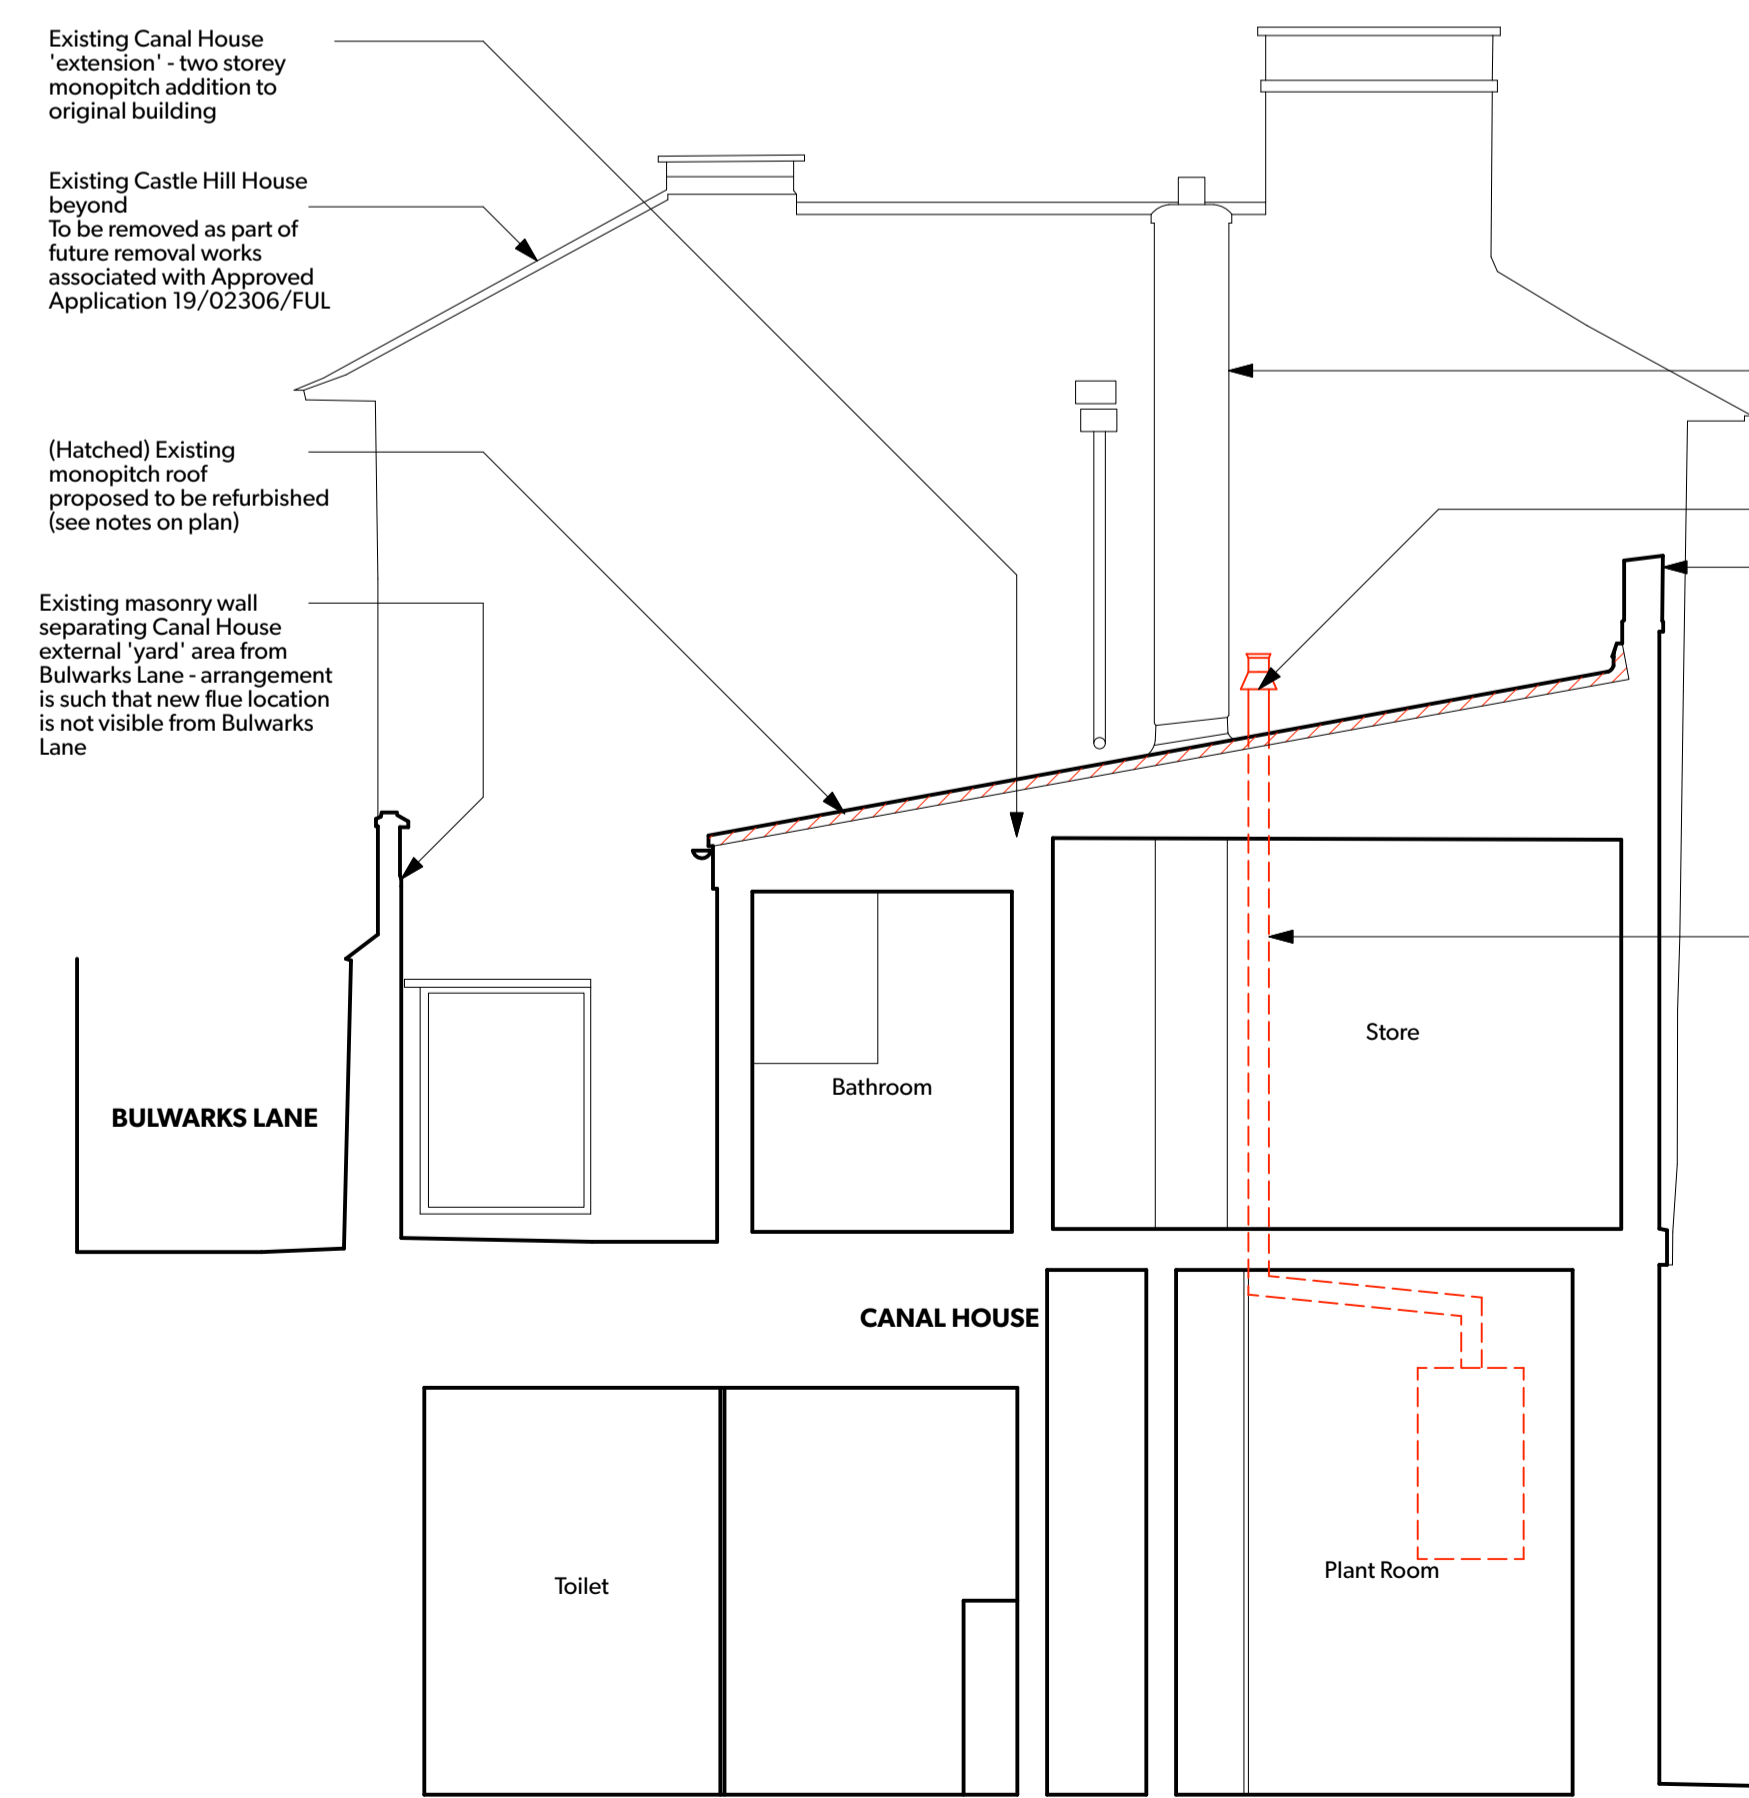 Existing Canal House
'extension' - two storey
monopitch addition to
original building
Existing Castle Hill House
beyond
To be removed as part of
future removal works
associated with Approved
Application 19/02306/FUL
(Hatched) Existing
monopitch roof
proposed to be refurbished
(see notes on plan)
Existing masonry wall
separating Canal House
external 'yard' area from
Bulwarks Lane - arrangement
is such that new flue location
is not visible from Bulwarks
Lane
Store
Bathroom
BULWARKS LANE
CANAL HOUSE
Plant Room
Toilet